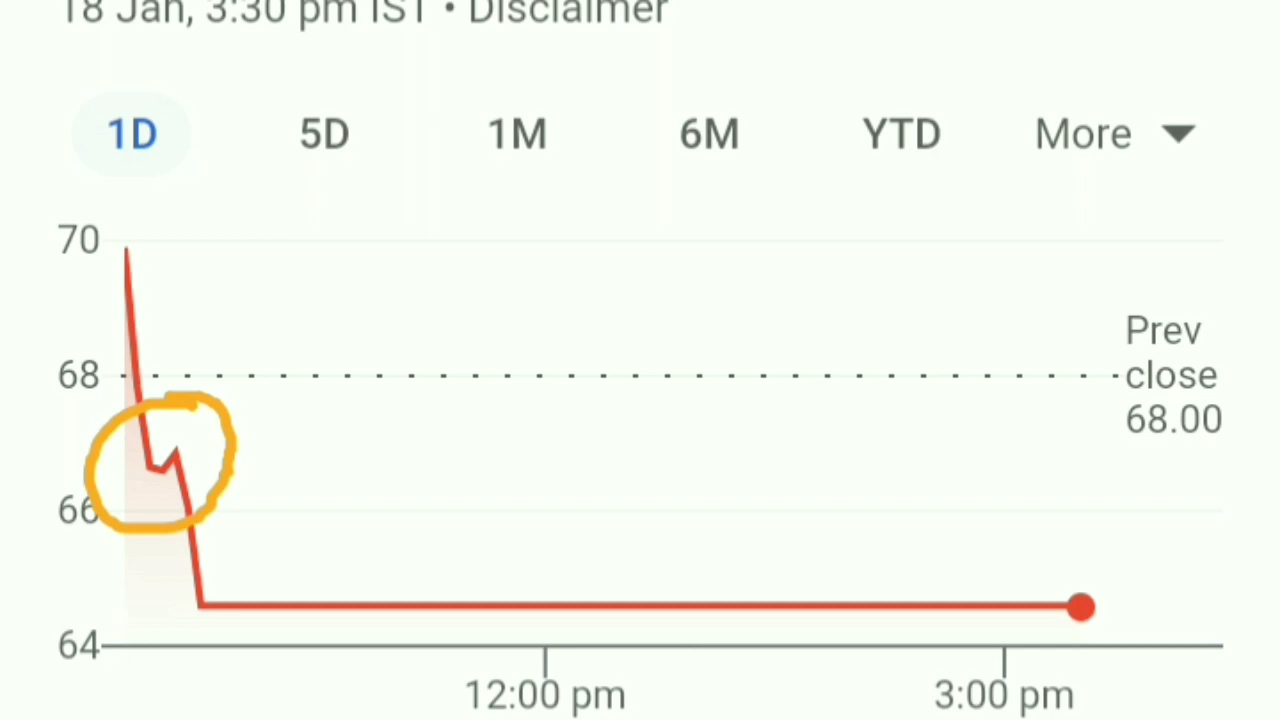 18 Jan, 3:30 pm IST • Disclaimer
1D 5D 1M 6M YTD More
70
68
Prev
close
68.00
66
64
12:00 pm 3:00 pm